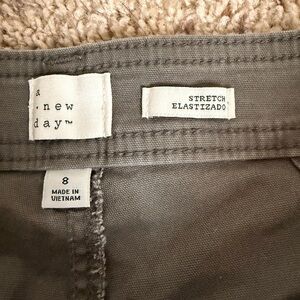 a
·new
day™
STRETCH
ELASTIZADO
8
MADE IN
VIETNAM